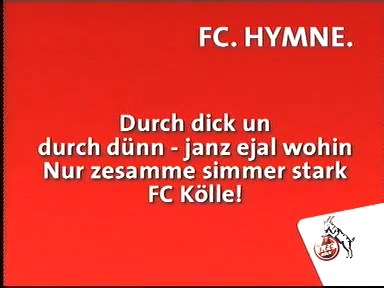 FC. HYMNE.
Durch dick un
durch dünn - janz ejal wohin
Nur zesamme simmer stark
FC Kölle!